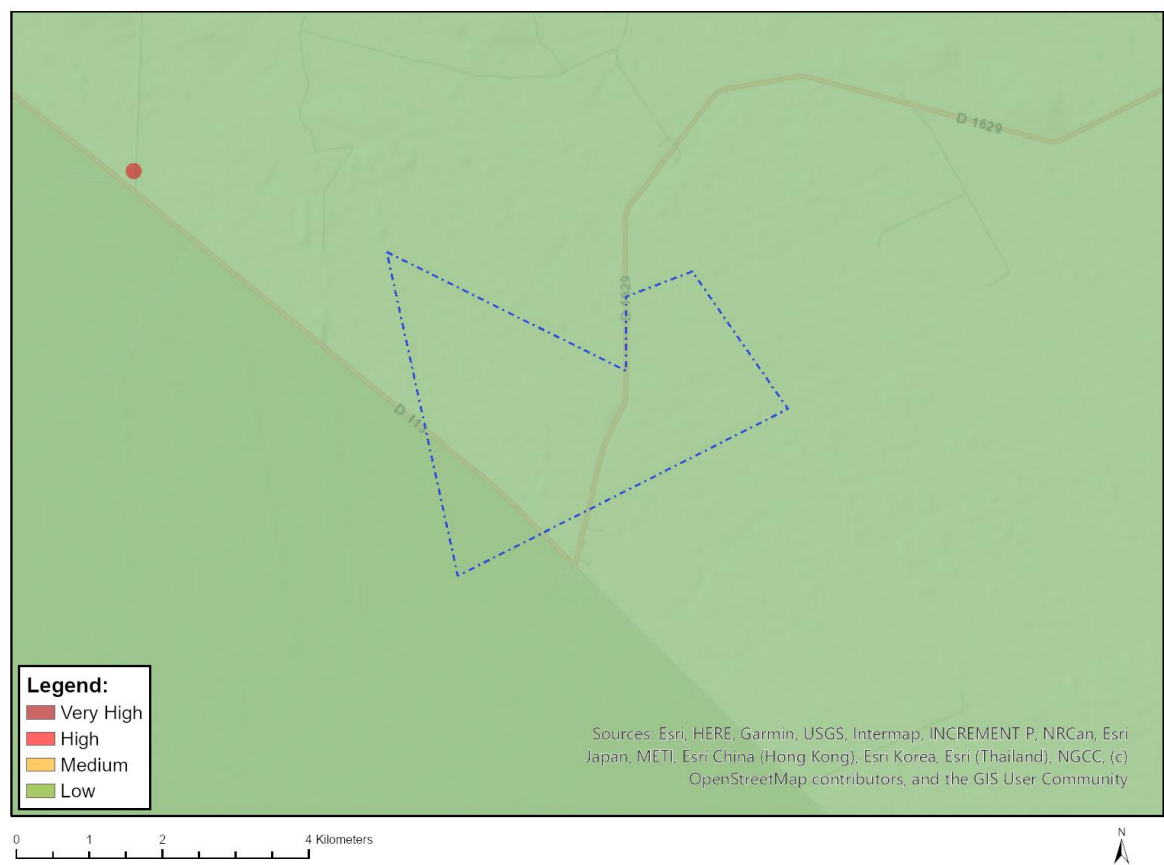 D 1629
D 1629
D 11
Legend:
Very High
High
Medium
Low
Sources: Esri, HERE, Garmin, USGS, Intermap, INCREMENT P, NRCan, Esri
Japan, METI, Esri China (Hong Kong), Esri Korea, Esri (Thailand), NGCC, (c)
OpenStreetMap contributors, and the GIS User Community
0 1 2 4 Kilometers
N